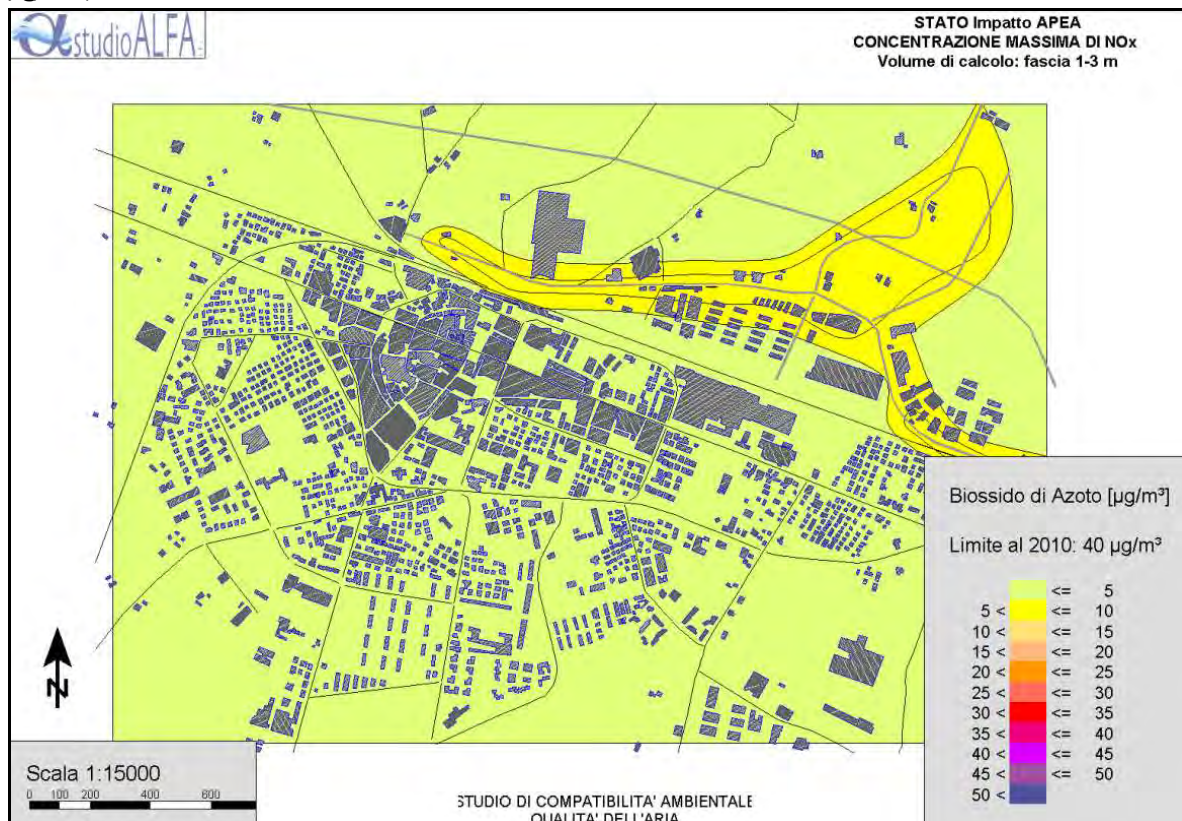 αstudioALFA
STATO Impatto APEA
CONCENTRAZIONE MASSIMA DI NOx
Volume di calcolo: fascia 1-3 m
Biossido di Azoto [µg/m³]
Limite al 2010: 40 µg/m³
<= 5
5 < <= 10
10 < <= 15
15 < <= 20
20 < <= 25
25 < <= 30
30 < <= 35
35 < <= 40
40 < <= 45
45 < <= 50
50 <
N
Scala 1:15000
0 100 200 400 600
STUDIO DI COMPATIBILITA' AMBIENTALE
QUALITA' DELL'ARIA